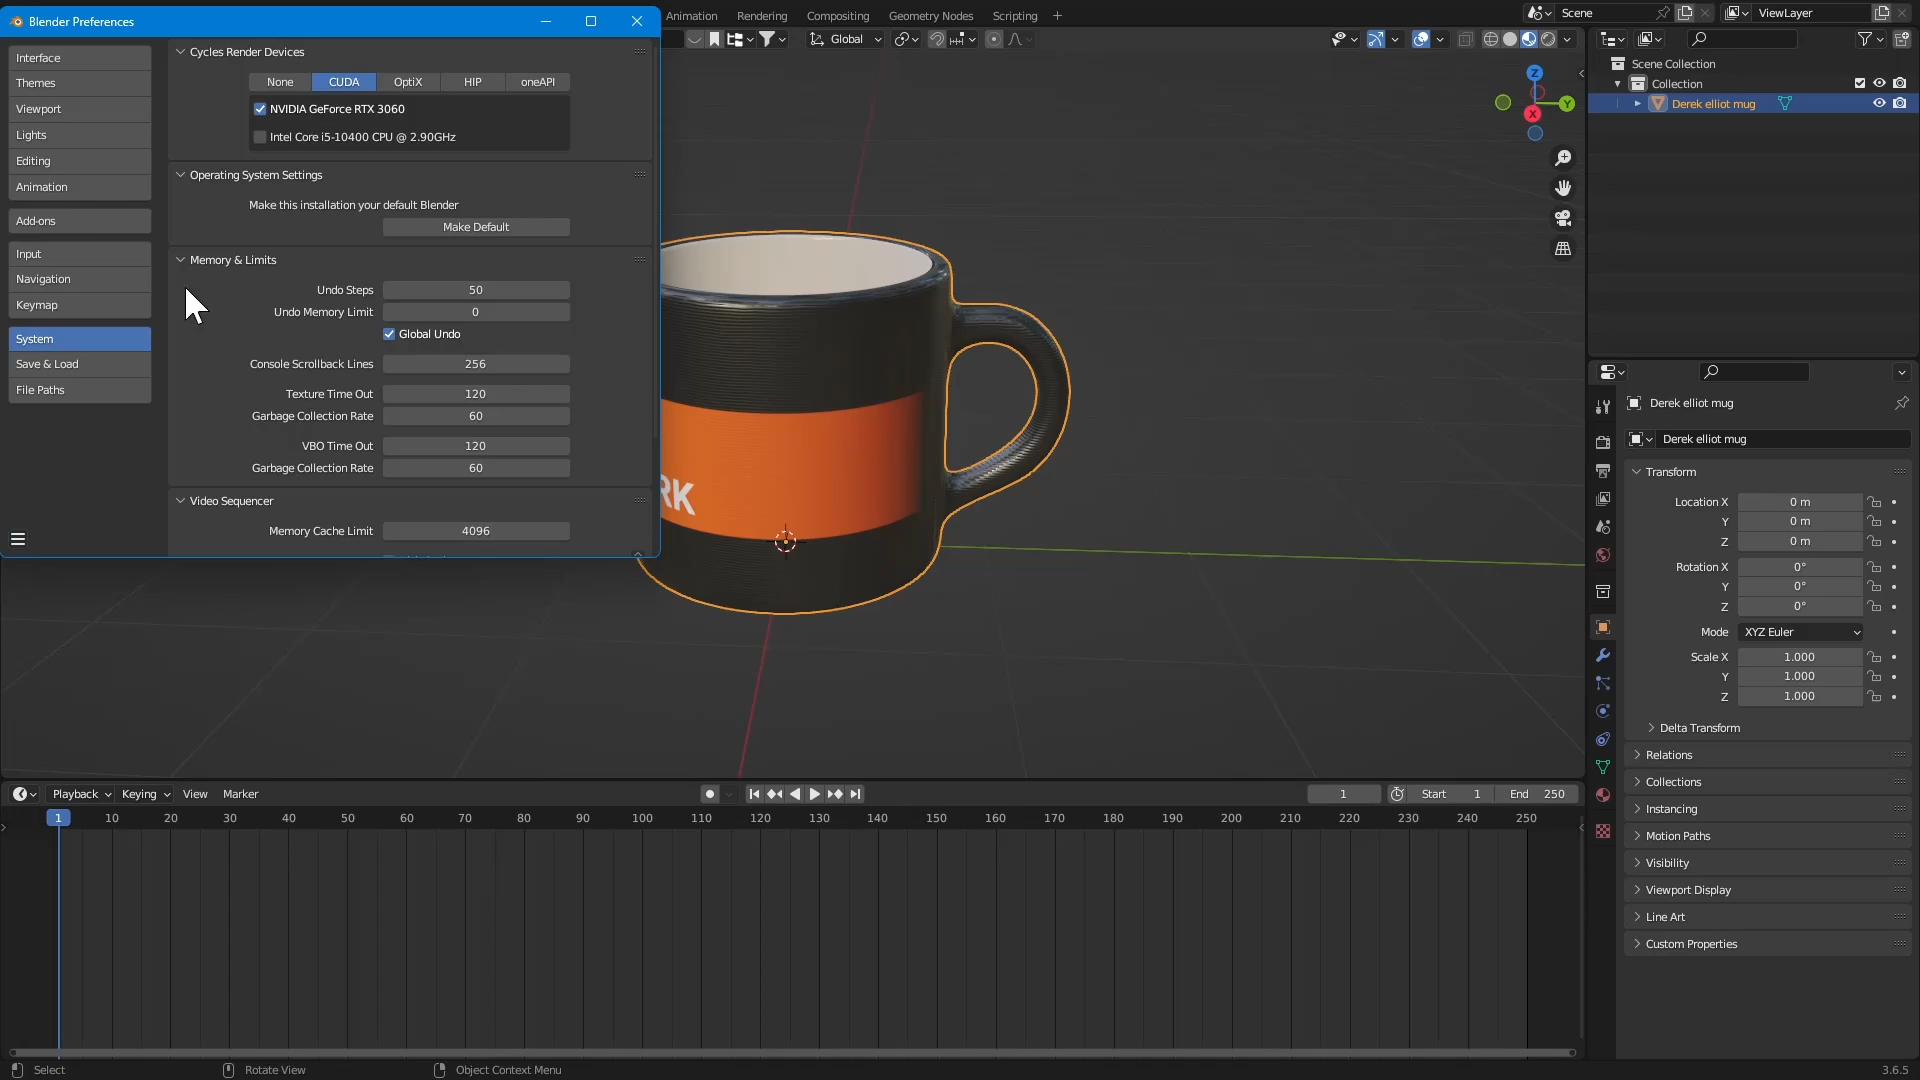 Blender Preferences
Animation
Rendering
Compositing
Geometry Nodes
Scripting
Scene
ViewLayer
Interface
Themes
Viewport
Lights
Editing
Animation
Add-ons
Input
Navigation
Keymap
System
Save & Load
File Paths
Cycles Render Devices
None
CUDA
OptiX
HIP
oneAPI
NVIDIA GeForce RTX 3060
Intel Core i5-10400 CPU @ 2.90GHz
Operating System Settings
Make this installation your default Blender
Make Default
Memory & Limits
Undo Steps 50
Undo Memory Limit 0
Global Undo
Console Scrollback Lines 256
Texture Time Out 120
Garbage Collection Rate 60
VBO Time Out 120
Garbage Collection Rate 60
Video Sequencer
Memory Cache Limit 4096
Global
Z
Y
X
RK
Scene Collection
Collection
Derek elliot mug
Derek elliot mug
Derek elliot mug
Transform
Location X 0 m
Y 0 m
Z 0 m
Rotation X 0°
Y 0°
Z 0°
Mode XYZ Euler
Scale X 1.000
Y 1.000
Z 1.000
Delta Transform
Relations
Collections
Instancing
Motion Paths
Visibility
Viewport Display
Line Art
Custom Properties
Playback
Keying
View
Marker
1
Start 1
End 250
1 10 20 30 40 50 60 70 80 90 100 110 120 130 140 150 160 170 180 190 200 210 220 230 240 250
Select
Rotate View
Object Context Menu
3.6.5